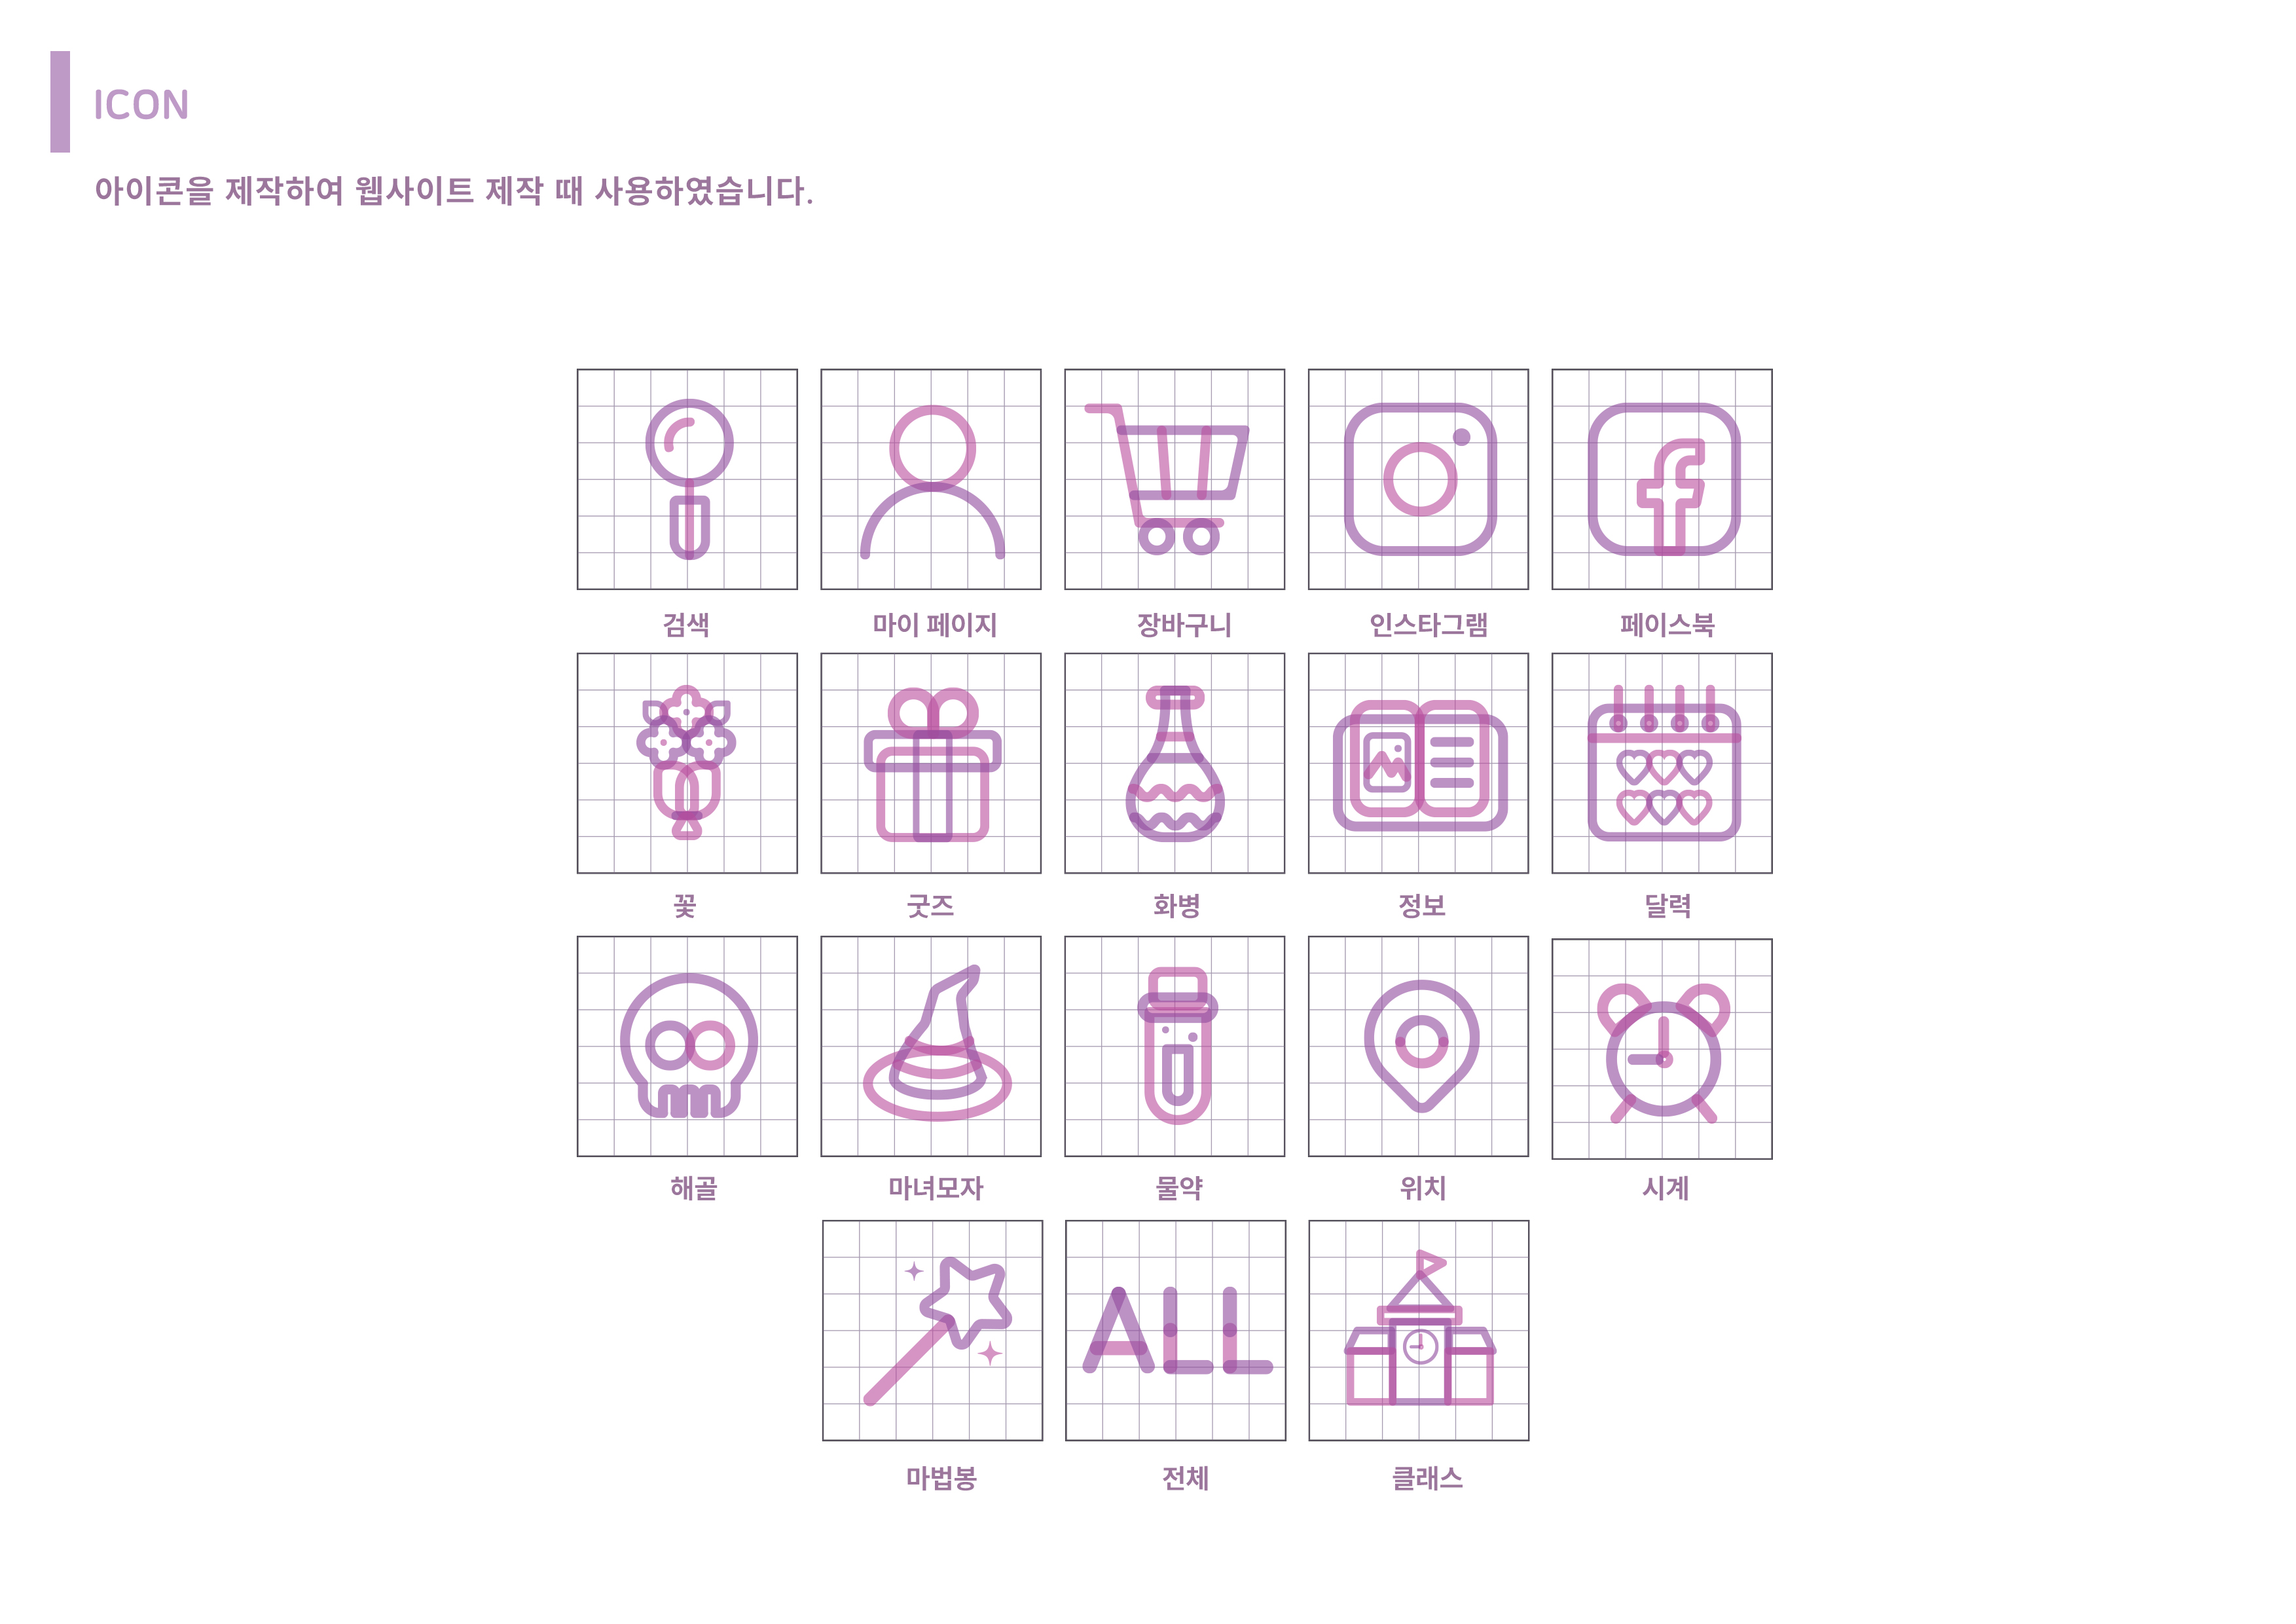 ICON
아이콘을 제작하여 웹사이트 제작 때 사용하였습니다.
검색
마이 페이지
장바구니
인스타그램
페이스북
꽃
굿즈
화병
정보
달력
해골
마녀모자
물약
위치
시계
ALL
마법봉
전체
클래스